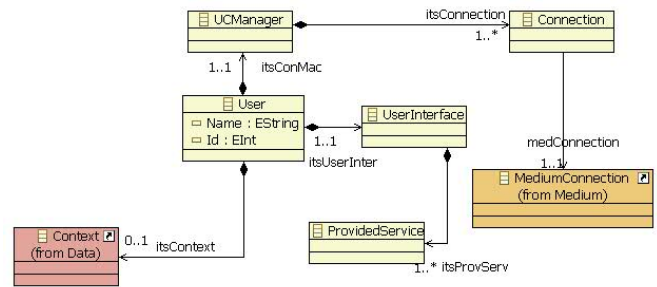 UCManager
itsConnection
Connection
1..*
1..1
itsConMac
User
Name : EString
Id : EInt
UserInterface
1..1
itsUserInter
medConnection
1..1
MediumConnection
(from Medium)
Context
(from Data)
0..1
itsContext
ProvidedService
1..* itsProvServ